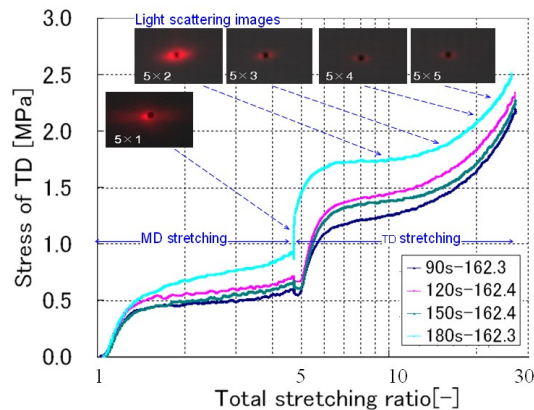 Light scattering images
5×2
5×3
5×4
5×5
5×1
MD stretching
TD stretching
Stress of TD [MPa]
3.0
2.5
2.0
1.5
1.0
0.5
0.0
90s-162.3
120s-162.4
150s-162.4
180s-162.3
1
5
10
30
Total stretching ratio[-]